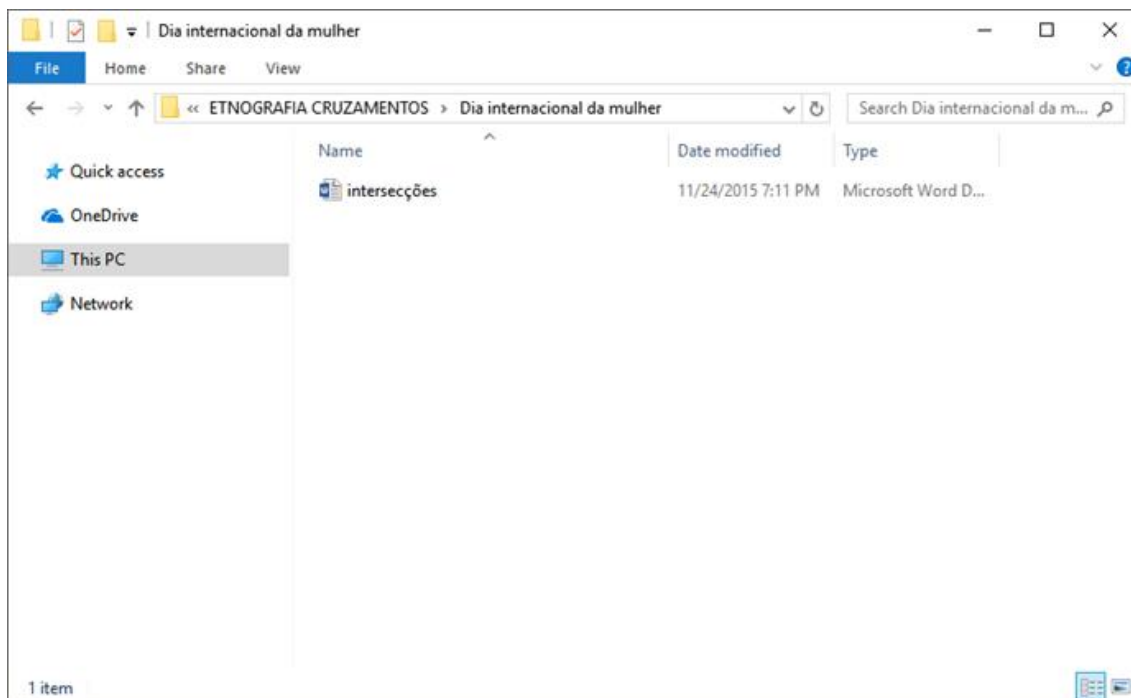 Dia internacional da mulher
File Home Share View
« ETNOGRAFIA CRUZAMENTOS > Dia internacional da mulher
Search Dia internacional da m...
Name Date modified Type
Quick access
intersecções 11/24/2015 7:11 PM Microsoft Word D...
OneDrive
This PC
Network
1 item